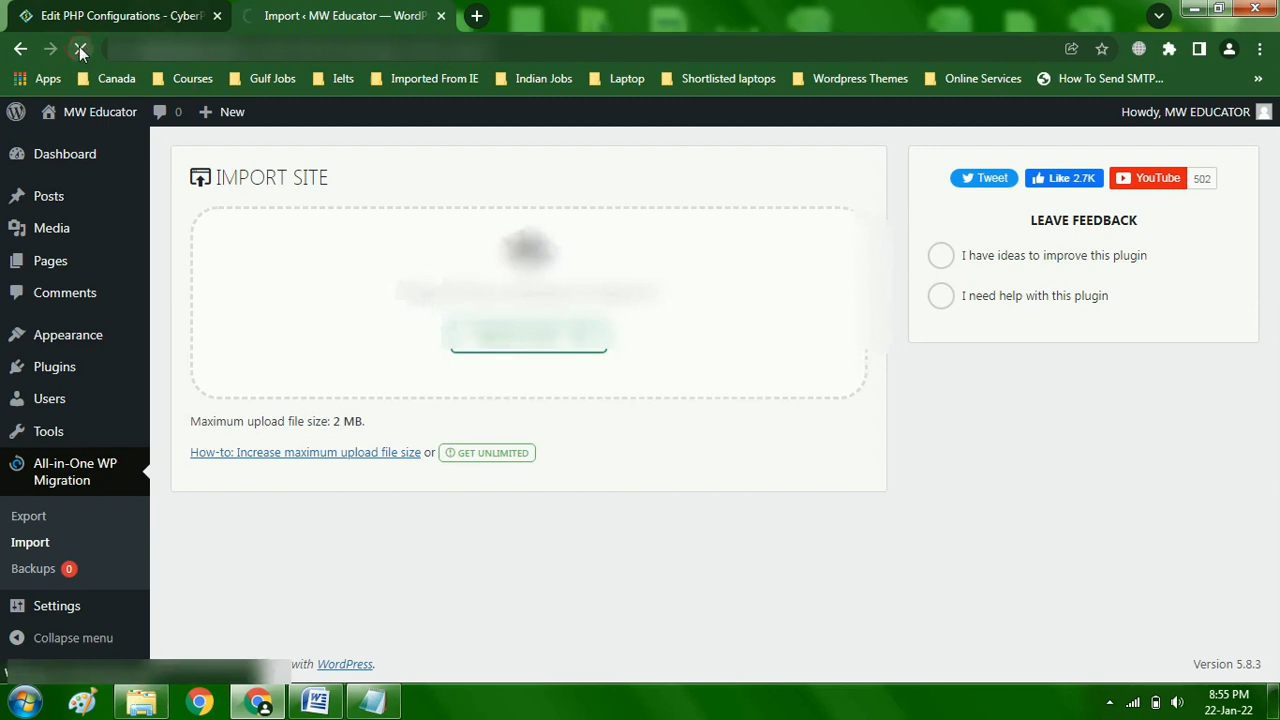 Edit PHP Configurations - CyberP
Import ‹ MW Educator — WordP
Apps
Canada
Courses
Gulf Jobs
Ielts
Imported From IE
Indian Jobs
Laptop
Shortlisted laptops
Wordpress Themes
Online Services
How To Send SMTP...
»
MW Educator
0
New
Howdy, MW EDUCATOR
Dashboard
Posts
Media
Pages
Comments
Appearance
Plugins
Users
Tools
All-in-One WP
Migration
Export
Import
Backups 0
Settings
Collapse menu
IMPORT SITE
Maximum upload file size: 2 MB.
How-to: Increase maximum upload file size or GET UNLIMITED
Tweet
Like 2.7K
YouTube
502
LEAVE FEEDBACK
I have ideas to improve this plugin
I need help with this plugin
with WordPress.
Version 5.8.3
8:55 PM
22-Jan-22